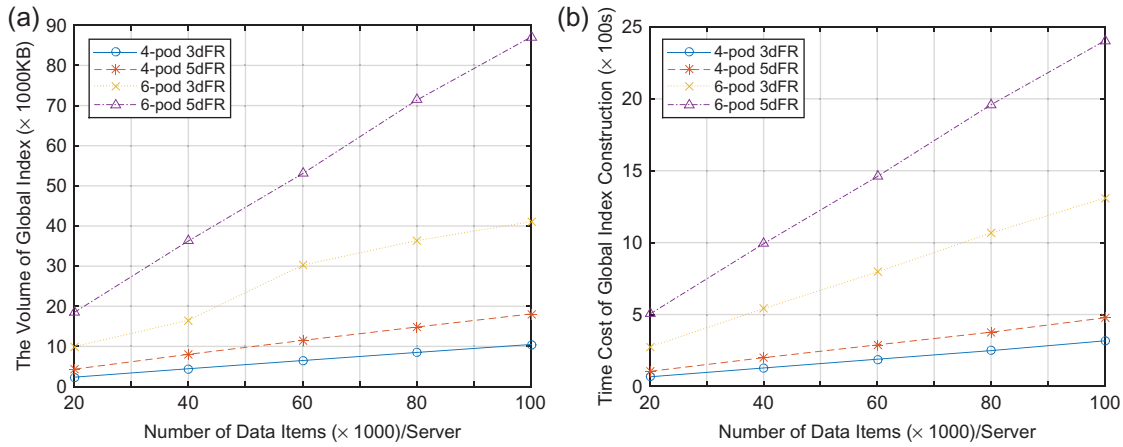 (a)
The Volume of Global Index (× 1000KB)
90
80
70
60
50
40
30
20
10
0
4-pod 3dFR
4-pod 5dFR
6-pod 3dFR
6-pod 5dFR
20 40 60 80 100
Number of Data Items (× 1000)/Server
(b)
Time Cost of Global Index Construction (× 100s)
25
20
15
10
5
0
4-pod 3dFR
4-pod 5dFR
6-pod 3dFR
6-pod 5dFR
20 40 60 80 100
Number of Data Items (× 1000)/Server